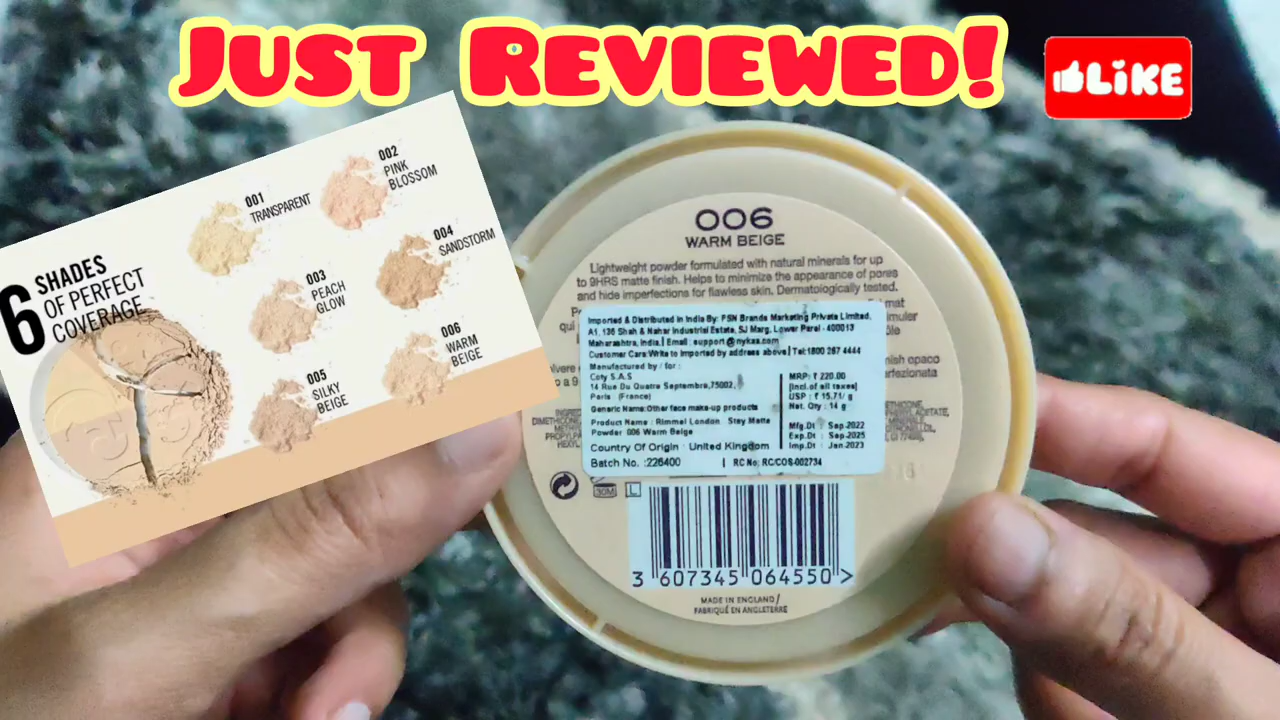 JUST REVIEWED!
LiKE
6 SHADES
OF PERFECT
COVERAGE
001
TRANSPARENT
002
PINK
BLOSSOM
003
PEACH
GLOW
004
SANDSTORM
005
SILKY
BEIGE
006
WARM
BEIGE
006
WARM BEIGE
Lightweight powder formulated with natural minerals for up
to 9HRS matte finish. Helps to minimize the appearance of pores
and hide imperfections for flawless skin. Dermatologically tested.
Imported & Distributed in India By: FSN Brands Marketing Private Limited,
A1, 136 Shah & Nahar Industrial Estate, SJ Marg, Lower Parel - 400013
Maharashtra, India,| Email: support@nykaa.com
Customer Care:Write to Imported by address above| Tel:1800 267 4444
Manufactured by / for :
Coty S.A.S
14 Rue Du Quatre Septembre,75002,
Paris (France)
Generic Name:Other face make-up products
Product Name : Rimmel London Stay Matte
Powder 006 Warm Beige
Country Of Origin : United Kingdom
Batch No. :226400 | RC No: RC/COS-002734
MRP: ₹ 220.00
[Incl.of all taxes]
USP : ₹ 15.71/ g
Net. Qty : 14 g
Mfg.Dt : Sep-2022
Exp.Dt : Sep-2025
Imp.Dt : Jan-2023
30M
L
3 607345 064550 >
MADE IN ENGLAND/
FABRIQUÉ EN ANGLETERRE